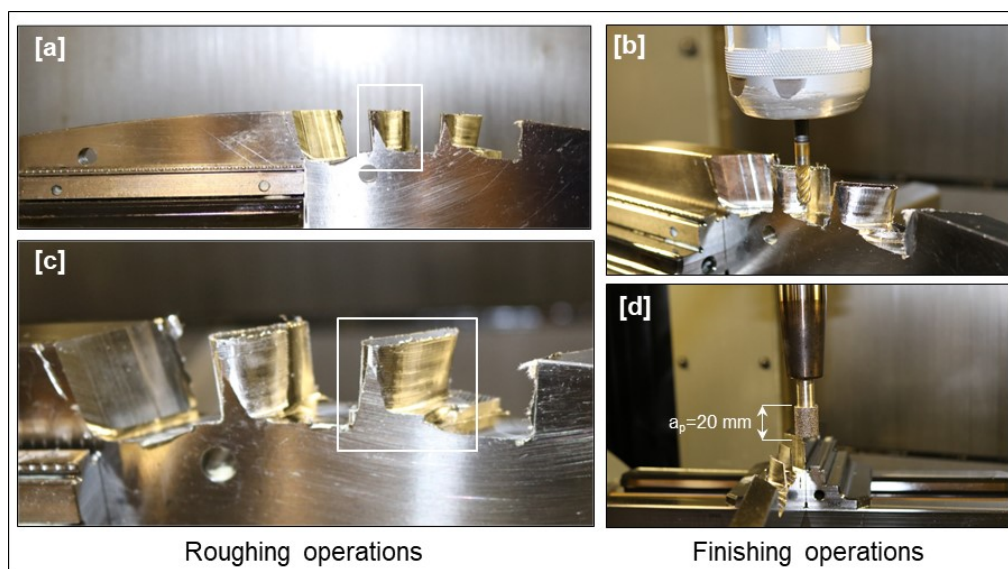 [a]
[b]
[c]
[d]
aₚ=20 mm
Roughing operations
Finishing operations